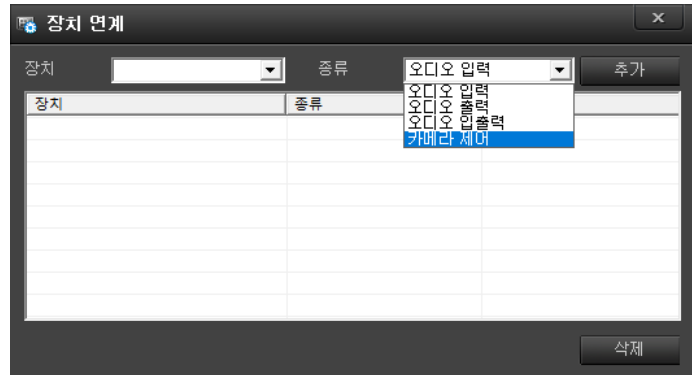 장치 연계
장치 종류 오디오 입력 추가
장치 종류
오디오 입력
오디오 출력
오디오 입출력
카메라 제어
삭제